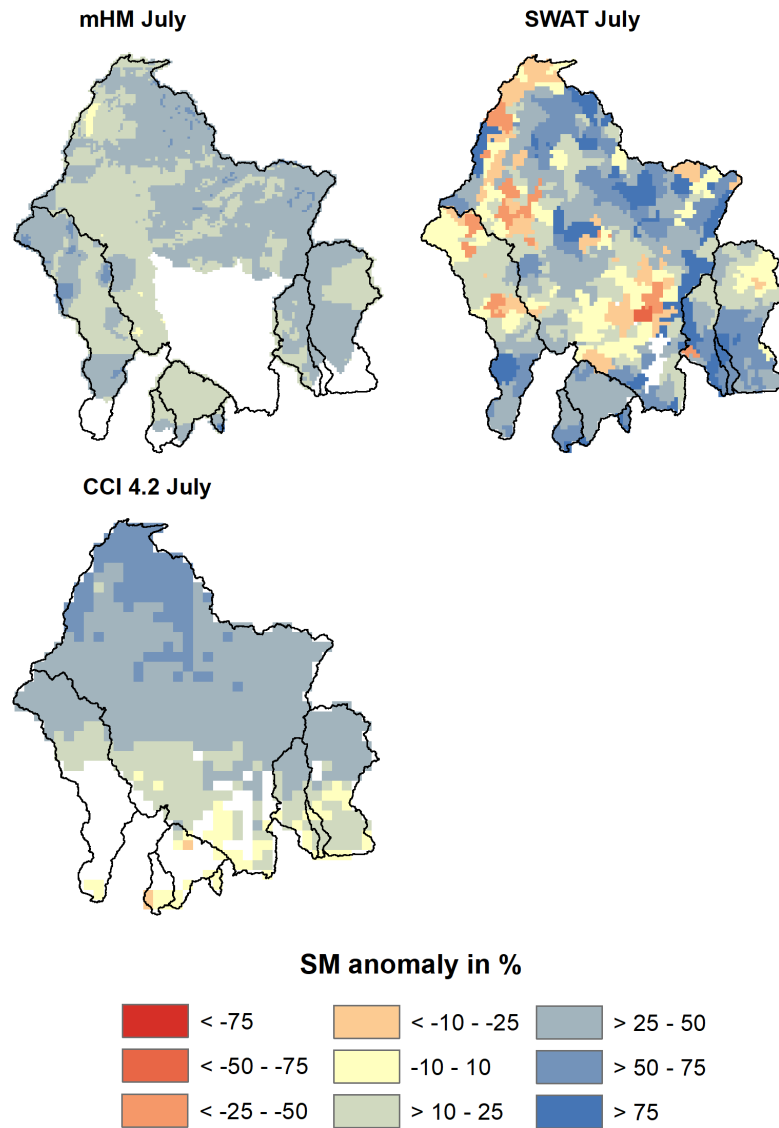 mHM July
SWAT July
CCI 4.2 July
SM anomaly in %
< -75
< -10 - -25
> 25 - 50
< -50 - -75
-10 - 10
> 50 - 75
< -25 - -50
> 10 - 25
> 75